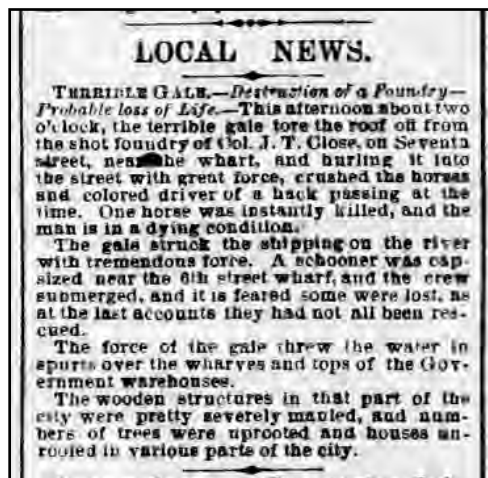 LOCAL NEWS.
TERRIBLE GALE.—Destruction of a Foundry—
Probable loss of Life.—This afternoon about two
o'clock, the terrible gale tore the roof off from
the shot foundry of Col. J. T. Close, on Seventh
street, near the wharf, and hurling it into
the street with great force, crushed the horses
and colored driver of a hack passing at the
time. One horse was instantly killed, and the
man is in a dying condition.
The gale struck the shipping on the river
with tremendous force. A schooner was cap-
sized near the 6th street wharf, and the crew
submerged, and it is feared some were lost, as
at the last accounts they had not all been res-
cued.
The force of the gale threw the water in
spurts over the wharves and tops of the Gov-
ernment warehouses.
The wooden structures in that part of the
city were pretty severely mauled, and num-
bers of trees were uprooted and houses un-
roofed in various parts of the city.